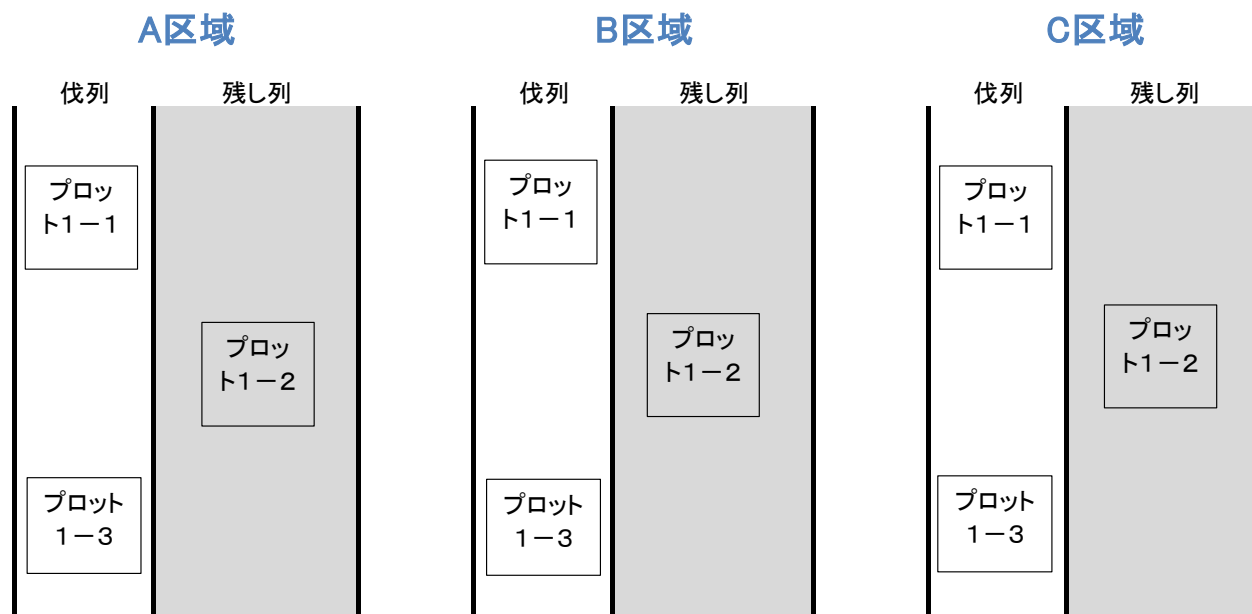 A区域
伐列
残し列
プロッ
ト1－1
プロッ
ト1－2
プロット
1－3
B区域
伐列
残し列
プロッ
ト1－1
プロッ
ト1－2
プロット
1－3
C区域
伐列
残し列
プロッ
ト1－1
プロッ
ト1－2
プロット
1－3